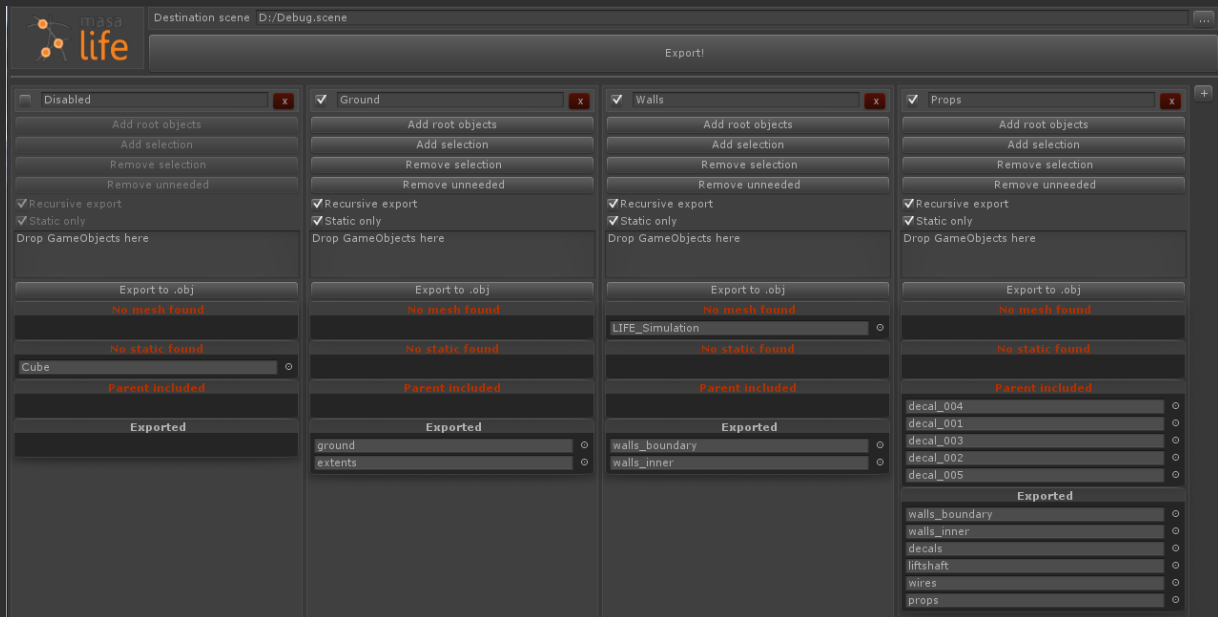 masa
life
Destination scene D:/Debug.scene ...
Export!
Disabled x
Add root objects
Add selection
Remove selection
Remove unneeded
Recursive export
Static only
Drop GameObjects here
Export to .obj
No mesh found
No static found
Cube
Parent included
Exported
Ground x
Add root objects
Add selection
Remove selection
Remove unneeded
Recursive export
Static only
Drop GameObjects here
Export to .obj
No mesh found
No static found
Parent included
Exported
ground
extents
Walls x
Add root objects
Add selection
Remove selection
Remove unneeded
Recursive export
Static only
Drop GameObjects here
Export to .obj
No mesh found
LIFE_Simulation
No static found
Parent included
Exported
walls_boundary
walls_inner
Props x
Add root objects
Add selection
Remove selection
Remove unneeded
Recursive export
Static only
Drop GameObjects here
Export to .obj
No mesh found
No static found
Parent included
decal_004
decal_001
decal_003
decal_002
decal_005
Exported
walls_boundary
walls_inner
decals
liftshaft
wires
props
+